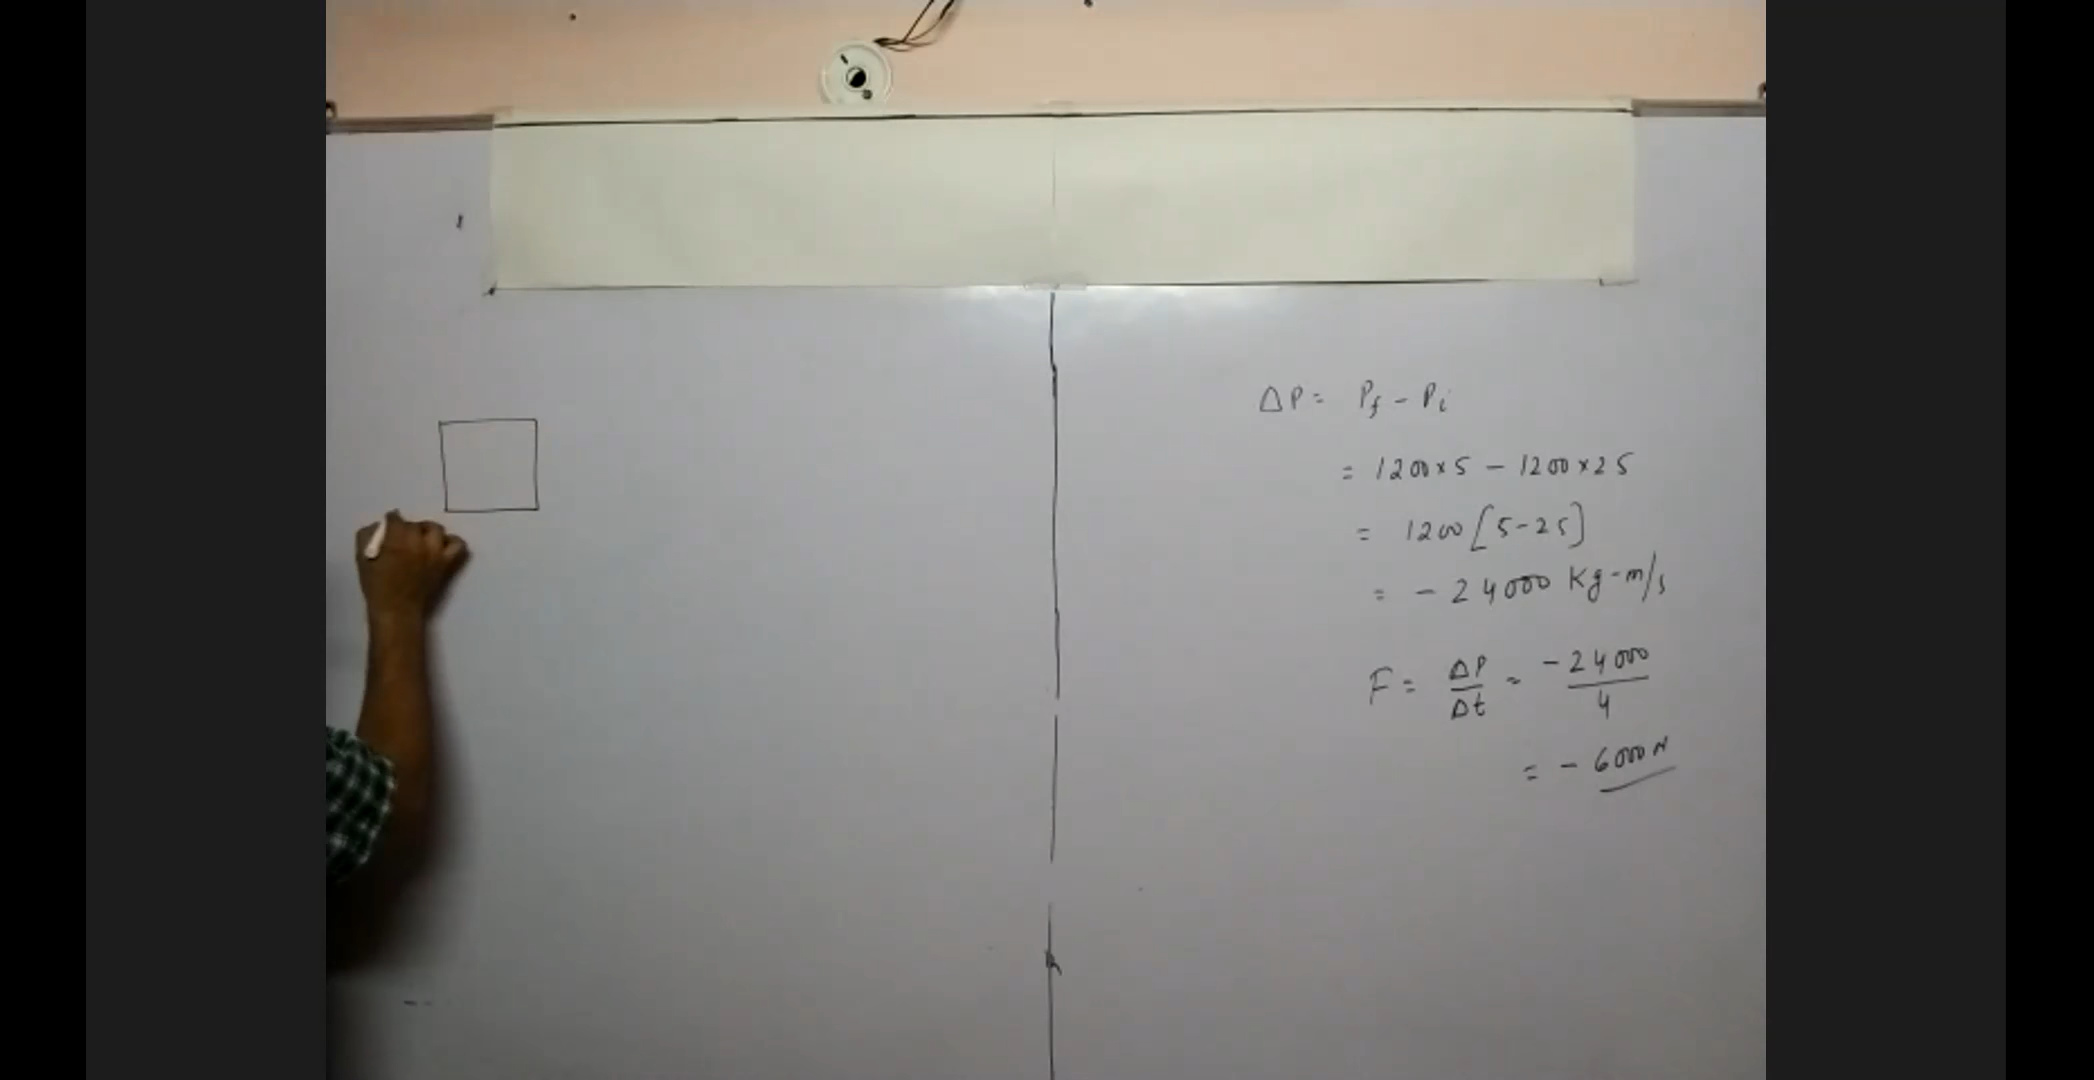 ΔP = Pf - Pi
= 1200 × 5 - 1200 × 25
= 1200 [5-25]
= - 24000 Kg-m/s
F = ΔP/Δt = -24000/4
= - 6000 N